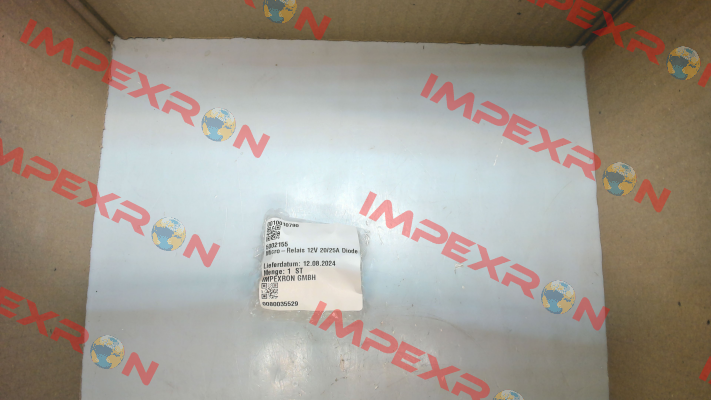 IMPEXRON
IMPEXRON
IMPEXRON
IMPEXRON
IMPEXRON
IMPEXRON
IMPEXRON
5002155
Micro-Relais 12V 20/25A Diode
Lieferdatum: 12.08.2024
Menge: 1 ST
IMPEXRON GMBH
0080035529